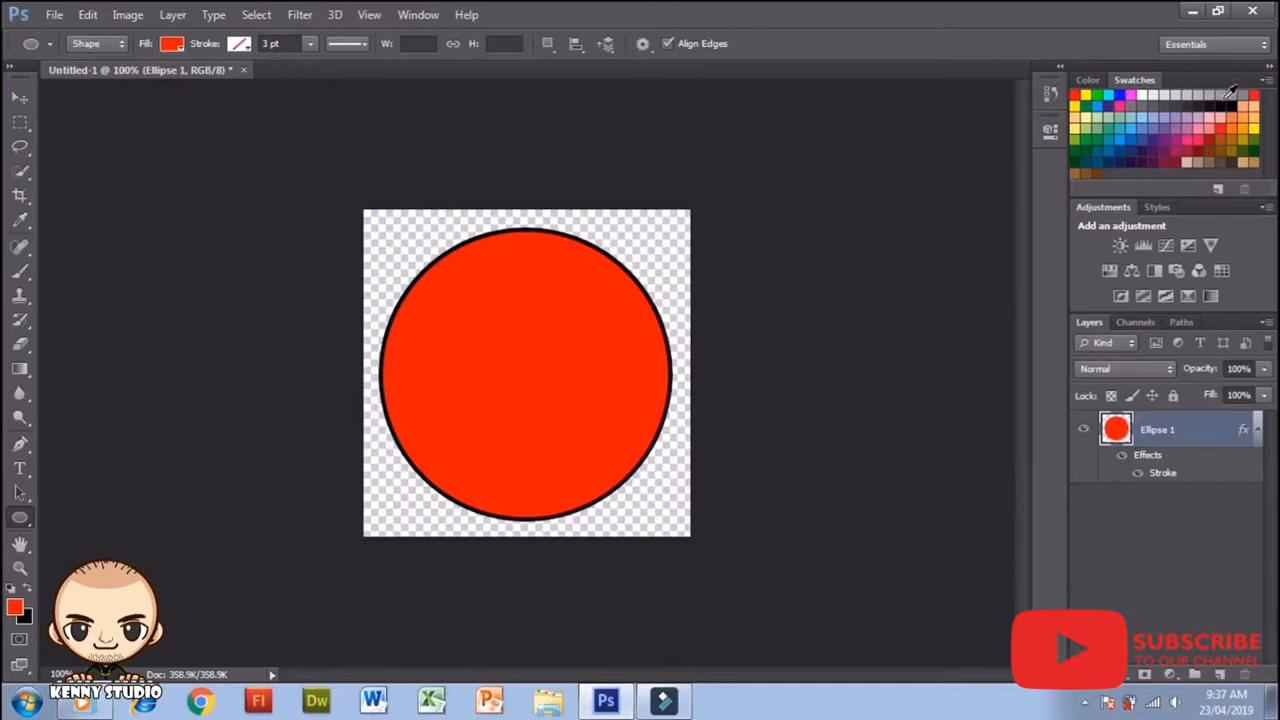 Ps File Edit Image Layer Type Select Filter 3D View Window Help
Shape Fill: Stroke: 3 pt W: H: Align Edges Essentials
Untitled-1 @ 100% (Ellipse 1, RGB/8) * ×
Color Swatches
Adjustments Styles
Add an adjustment
Layers Channels Paths
Kind
Normal Opacity: 100%
Lock: Fill: 100%
Ellipse 1 fx
Effects
Stroke
SUBSCRIBE
TO OUR CHANNEL
100% Doc: 358.9K/358.9K
KENNY STUDIO
Fl Dw W X P Ps
9:37 AM
23/04/2019